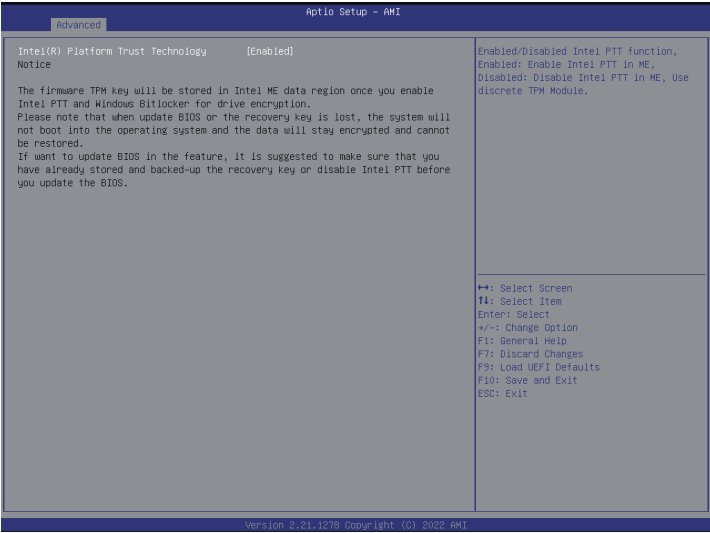 Aptio Setup – AMI
Advanced
Intel(R) Platform Trust Technology [Enabled]
Notice
The firmware TPM key will be stored in Intel ME data region once you enable
Intel PTT and Windows Bitlocker for drive encryption.
Please note that when update BIOS or the recovery key is lost, the system will
not boot into the operating system and the data will stay encrypted and cannot
be restored.
If want to update BIOS in the feature, it is suggested to make sure that you
have already stored and backed-up the recovery key or disable Intel PTT before
you update the BIOS.
Enabled/Disabled Intel PTT function,
Enabled: Enable Intel PTT in ME,
Disabled: Disable Intel PTT in ME, Use
discrete TPM Module.
↔: Select Screen
↑↓: Select Item
Enter: Select
+/-: Change Option
F1: General Help
F7: Discard Changes
F9: Load UEFI Defaults
F10: Save and Exit
ESC: Exit
Version 2.21.1278 Copyright (C) 2022 AMI